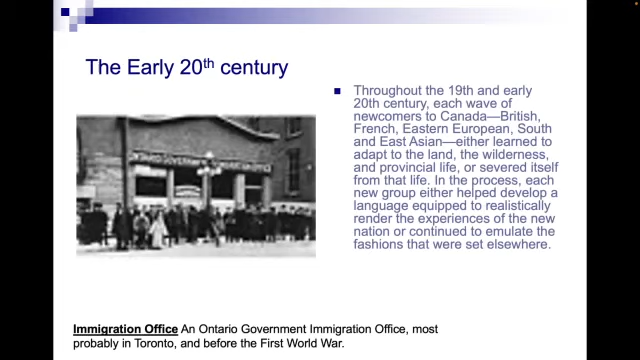 The Early 20th century
Throughout the 19th and early
20th century, each wave of
newcomers to Canada—British,
French, Eastern European, South
and East Asian—either learned to
adapt to the land, the wilderness,
and provincial life, or severed itself
from that life. In the process, each
new group either helped develop a
language equipped to realistically
render the experiences of the new
nation or continued to emulate the
fashions that were set elsewhere.
Immigration Office An Ontario Government Immigration Office, most
probably in Toronto, and before the First World War.